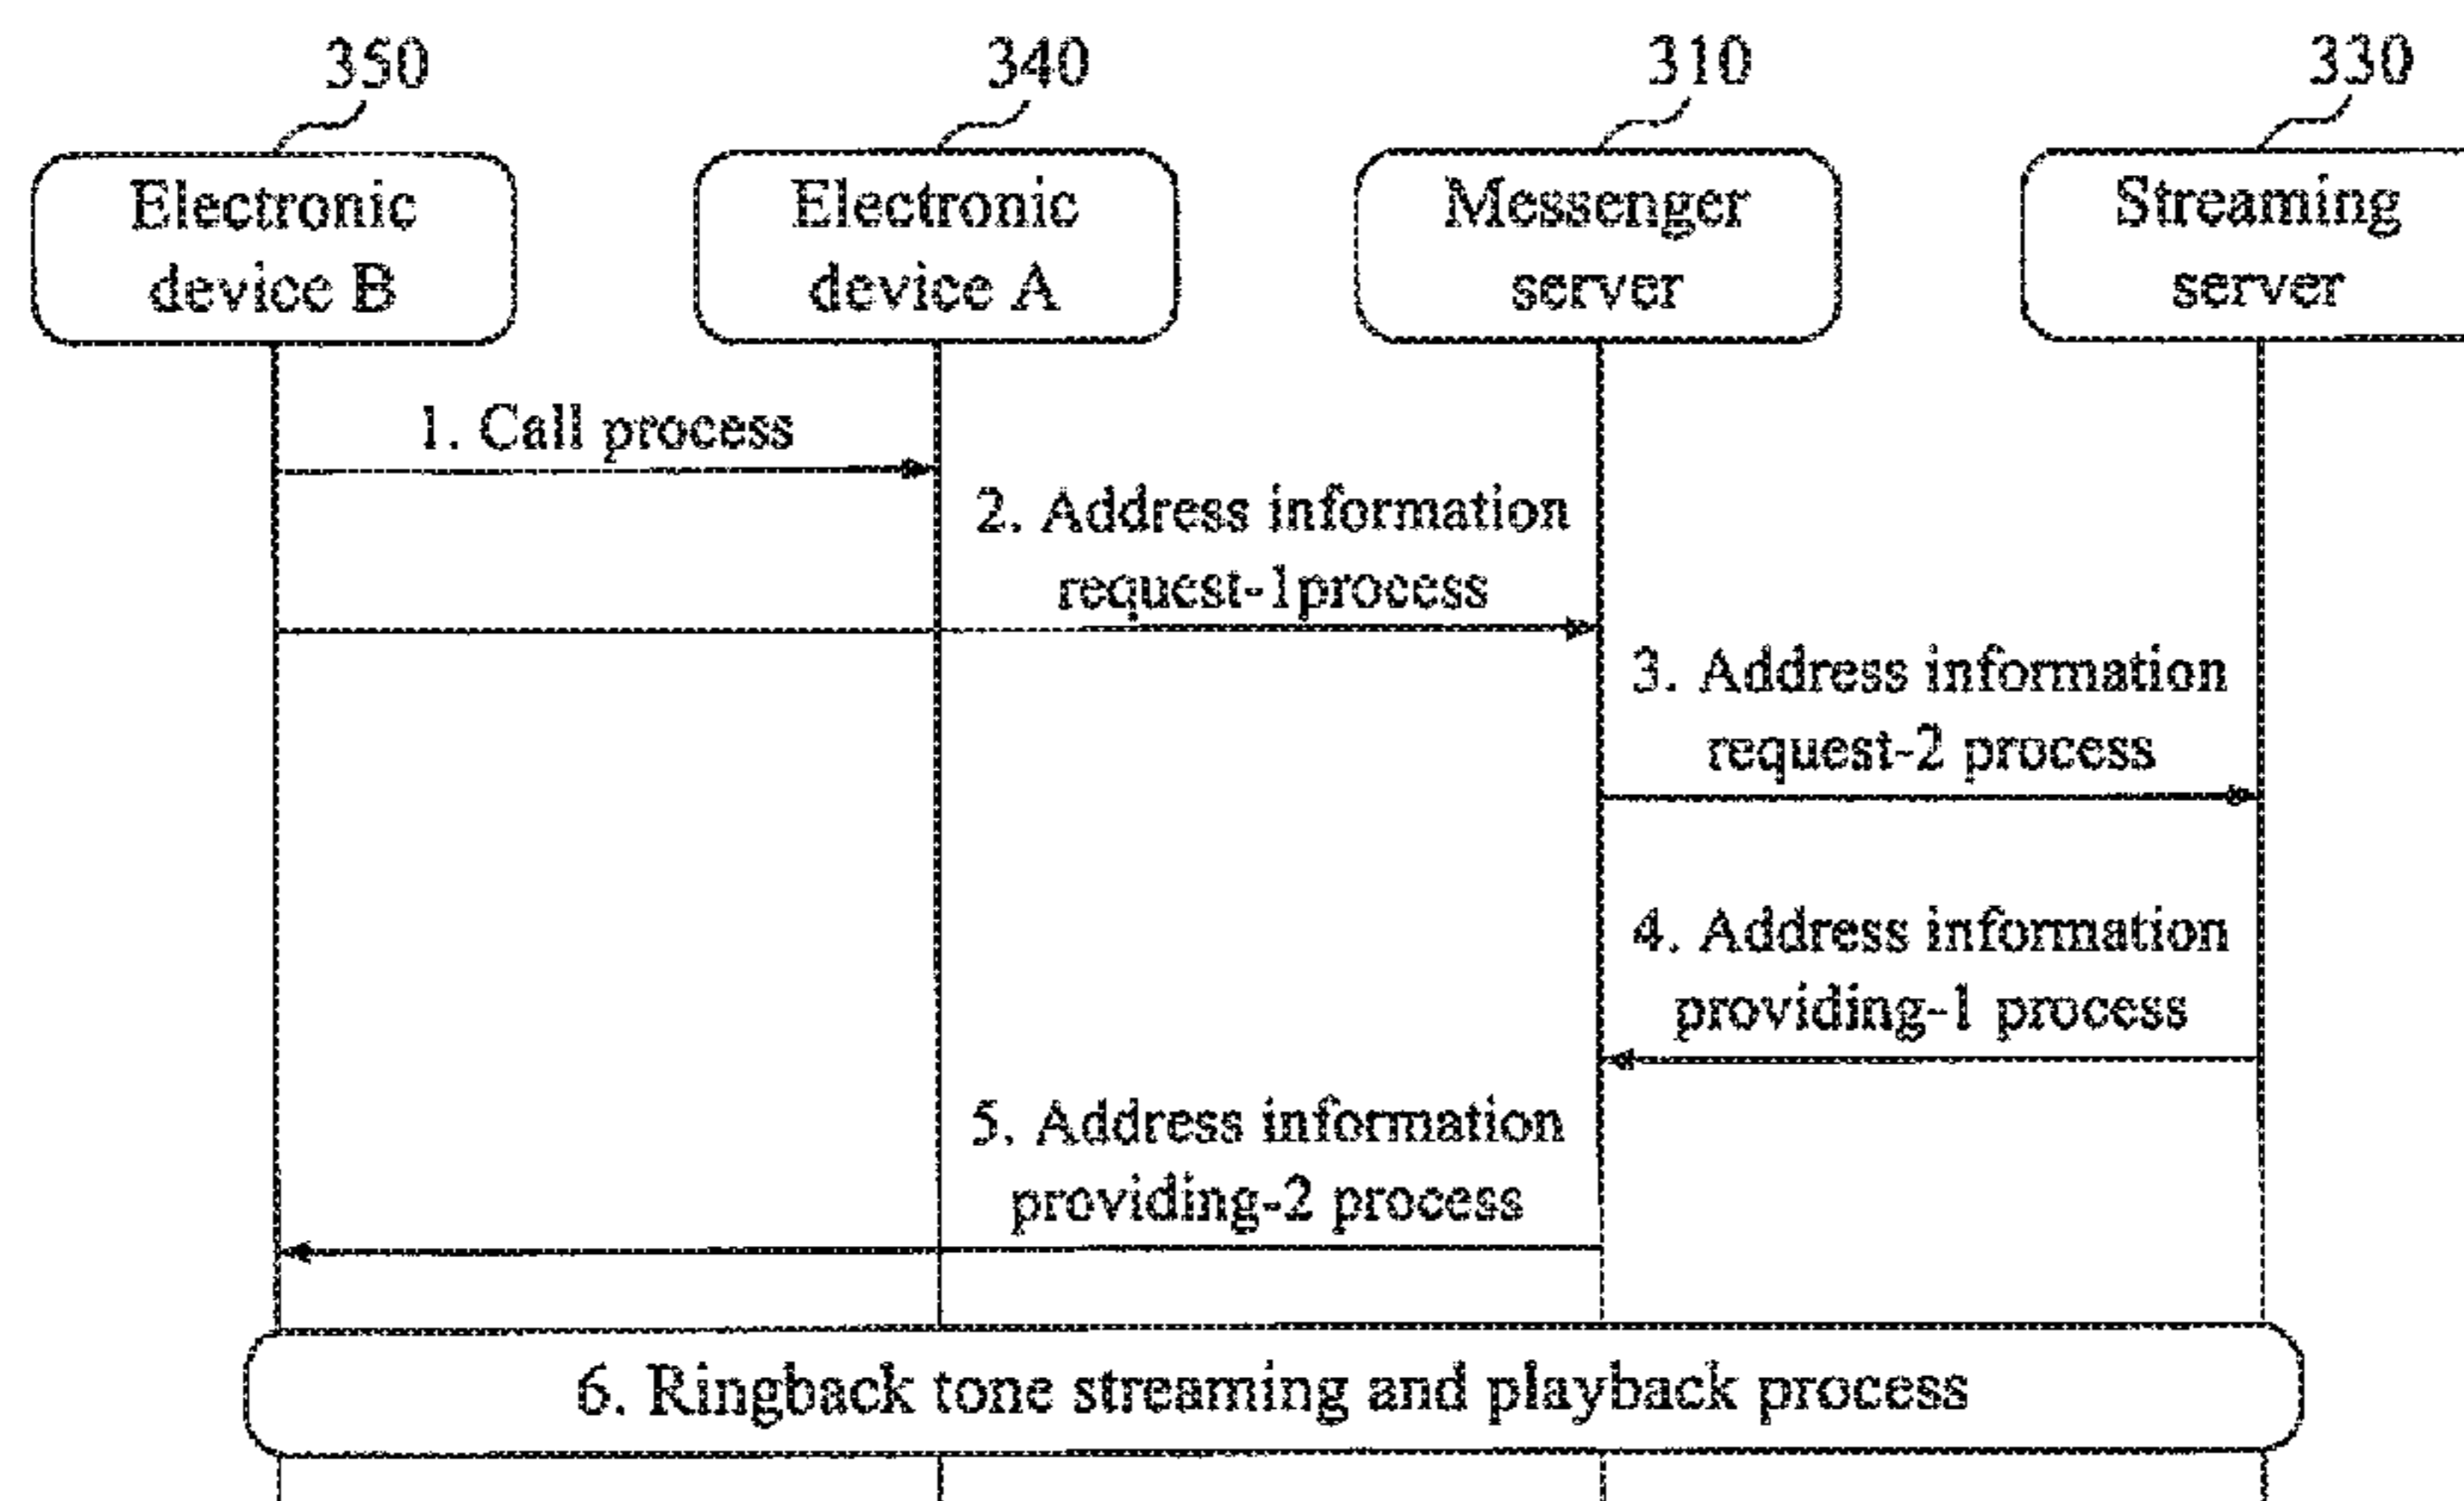 350
340
310
330
Electronic
device B
Electronic
device A
Messenger
server
Streaming
server
1. Call process
2. Address information
request-1process
3. Address information
request-2 process
4. Address information
providing-1 process
5. Address information
providing-2 process
6. Ringback tone streaming and playback process